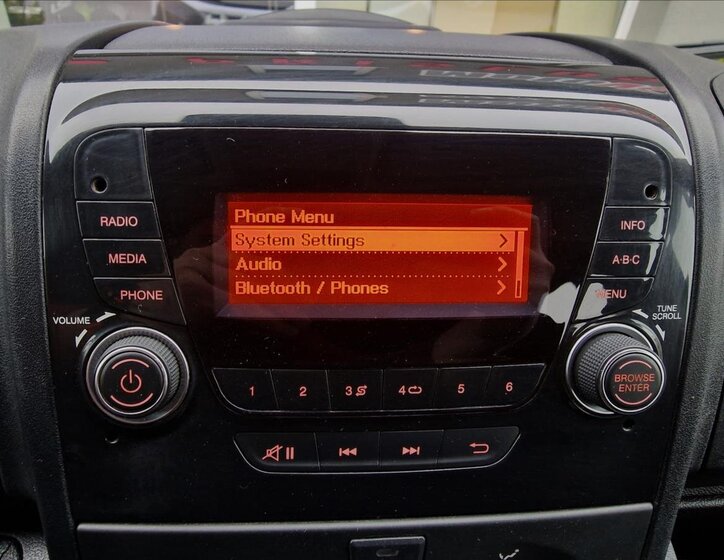 Phone Menu
System Settings
Audio
Bluetooth / Phones
RADIO
MEDIA
PHONE
VOLUME
INFO
A·B·C
MENU
TUNE
SCROLL
BROWSE
ENTER
1 2 3 4 5 6